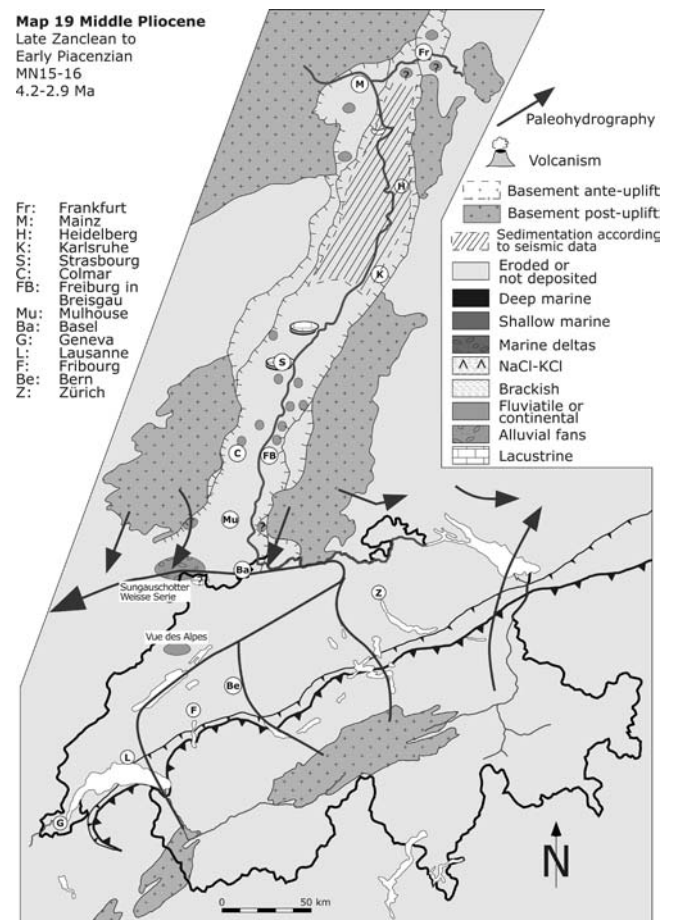 Map 19 Middle Pliocene
Late Zanclean to
Early Piacenzian
MN15-16
4.2-2.9 Ma
Fr: Frankfurt
M: Mainz
H: Heidelberg
K: Karlsruhe
S: Strasbourg
C: Colmar
FB: Freiburg in
Breisgau
Mu: Mulhouse
Ba: Basel
G: Geneva
L: Lausanne
F: Fribourg
Be: Bern
Z: Zürich
Paleohydrography
Volcanism
Basement ante-uplift
Basement post-uplift
Sedimentation according
to seismic data
Eroded or
not deposited
Deep marine
Shallow marine
Marine deltas
NaCl-KCl
Brackish
Fluviatile or
continental
Alluvial fans
Lacustrine
Fr
?
?
M
H
K
S
C
FB
Mu
?
Ba
?
Sungauschotter
Weisse Serie
Z
Vue des Alpes
Be
F
L
G
N
0 50 km